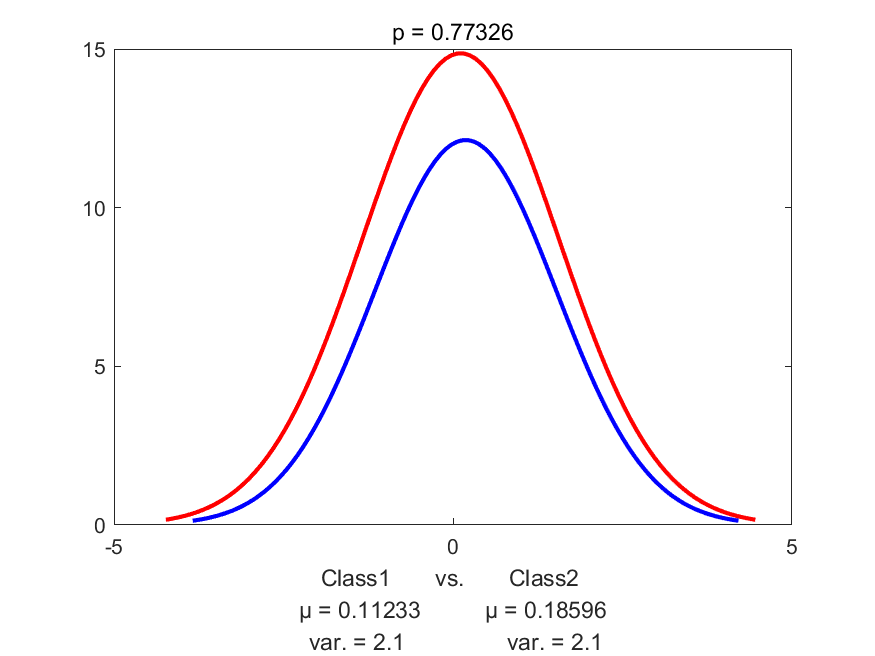 p = 0.77326
15
10
5
0
-5 0 5
Class1 vs. Class2
μ = 0.11233 μ = 0.18596
var. = 2.1 var. = 2.1